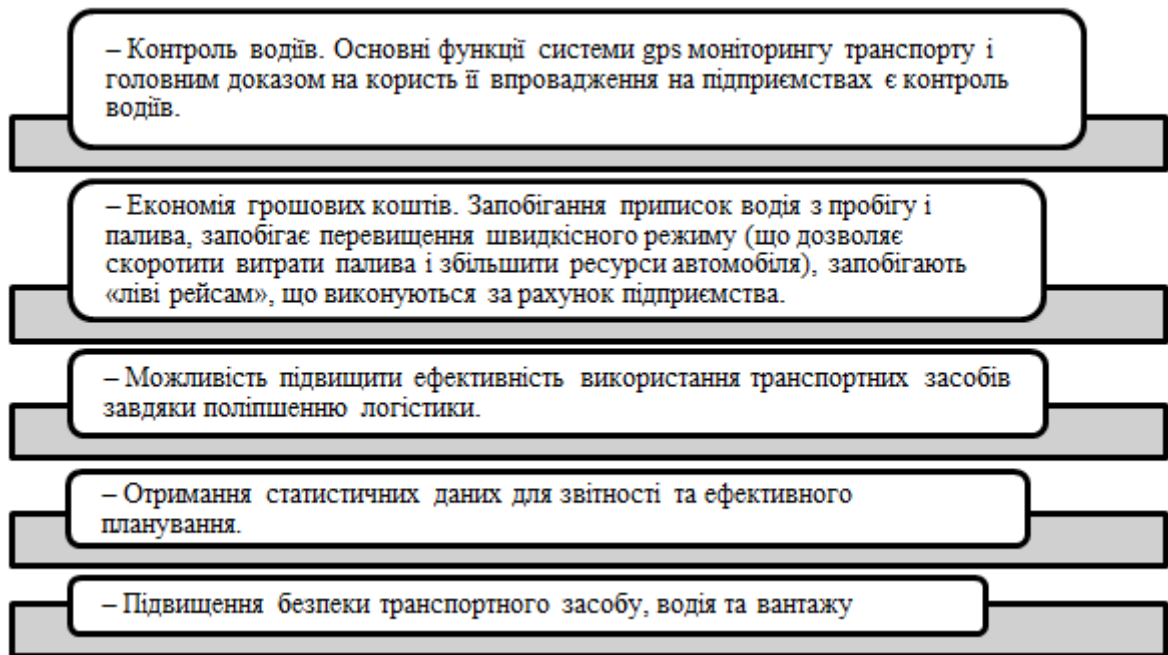 – Контроль водіїв. Основні функції системи gps моніторингу транспорту і
головним доказом на користь її впровадження на підприємствах є контроль
водіїв.
– Економія грошових коштів. Запобігання приписок водія з пробігу і
палива, запобігає перевищення швидкісного режиму (що дозволяє
скоротити витрати палива і збільшити ресурси автомобіля), запобігають
«ліві рейсам», що виконуються за рахунок підприємства.
– Можливість підвищити ефективність використання транспортних засобів
завдяки поліпшенню логістики.
– Отримання статистичних даних для звітності та ефективного
планування.
– Підвищення безпеки транспортного засобу, водія та вантажу